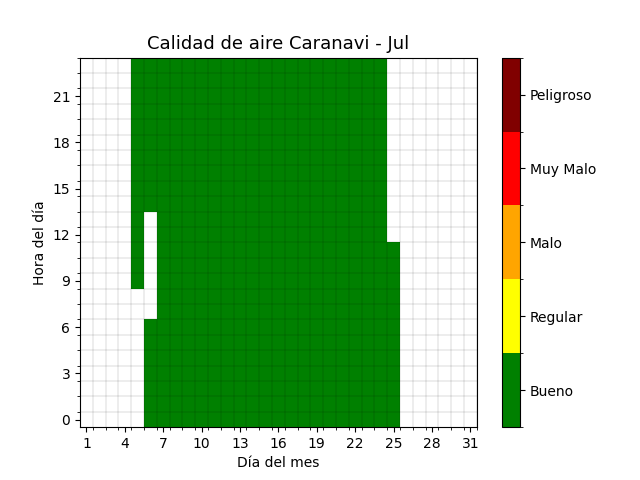 Calidad de aire Caranavi - Jul
Hora del día
21
18
15
12
9
6
3
0
1 4 7 10 13 16 19 22 25 28 31
Día del mes
Peligroso
Muy Malo
Malo
Regular
Bueno